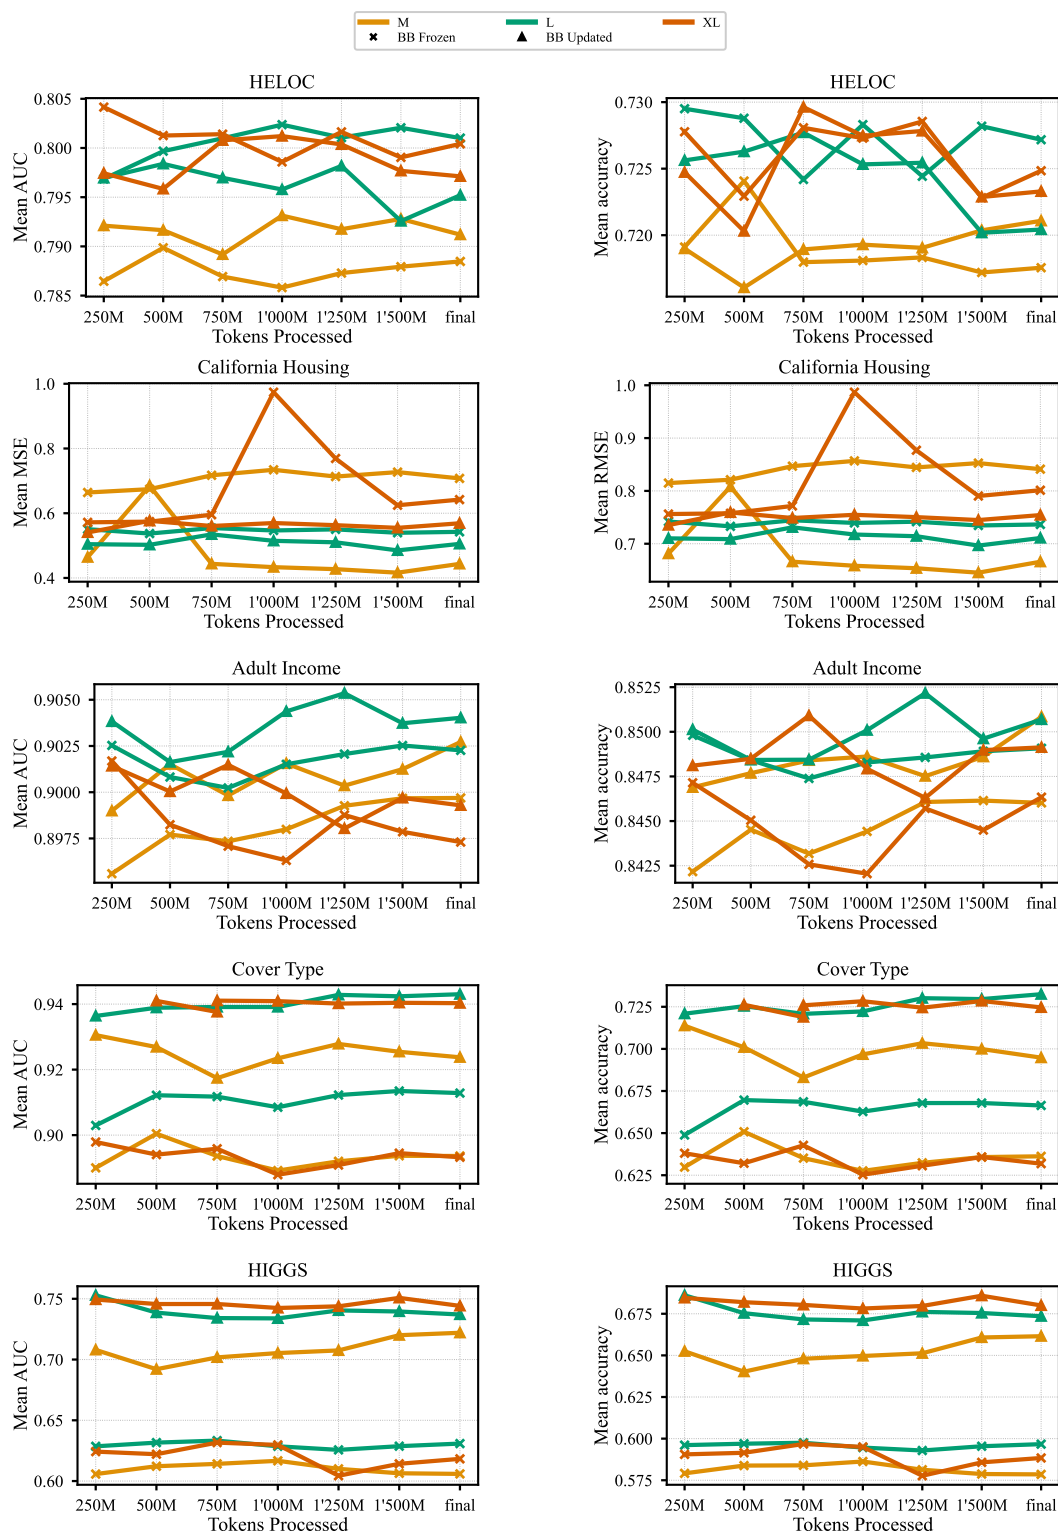 M L XL
BB Frozen BB Updated
HELOC HELOC
0.805
0.800
0.795
0.790
0.785
Mean AUC
250M 500M 750M 1'000M 1'250M 1'500M final
Tokens Processed
0.730
0.725
0.720
Mean accuracy
250M 500M 750M 1'000M 1'250M 1'500M final
Tokens Processed
California Housing
1.0
0.8
0.6
0.4
Mean MSE
250M 500M 750M 1'000M 1'250M 1'500M final
Tokens Processed
California Housing
1.0
0.9
0.8
0.7
Mean RMSE
250M 500M 750M 1'000M 1'250M 1'500M final
Tokens Processed
Adult Income
0.9050
0.9025
0.9000
0.8975
Mean AUC
250M 500M 750M 1'000M 1'250M 1'500M final
Tokens Processed
Adult Income
0.8525
0.8500
0.8475
0.8450
0.8425
Mean accuracy
250M 500M 750M 1'000M 1'250M 1'500M final
Tokens Processed
Cover Type
0.94
0.92
0.90
Mean AUC
250M 500M 750M 1'000M 1'250M 1'500M final
Tokens Processed
Cover Type
0.725
0.700
0.675
0.650
0.625
Mean accuracy
250M 500M 750M 1'000M 1'250M 1'500M final
Tokens Processed
HIGGS
0.75
0.70
0.65
0.60
Mean AUC
250M 500M 750M 1'000M 1'250M 1'500M final
Tokens Processed
HIGGS
0.675
0.650
0.625
0.600
0.575
Mean accuracy
250M 500M 750M 1'000M 1'250M 1'500M final
Tokens Processed